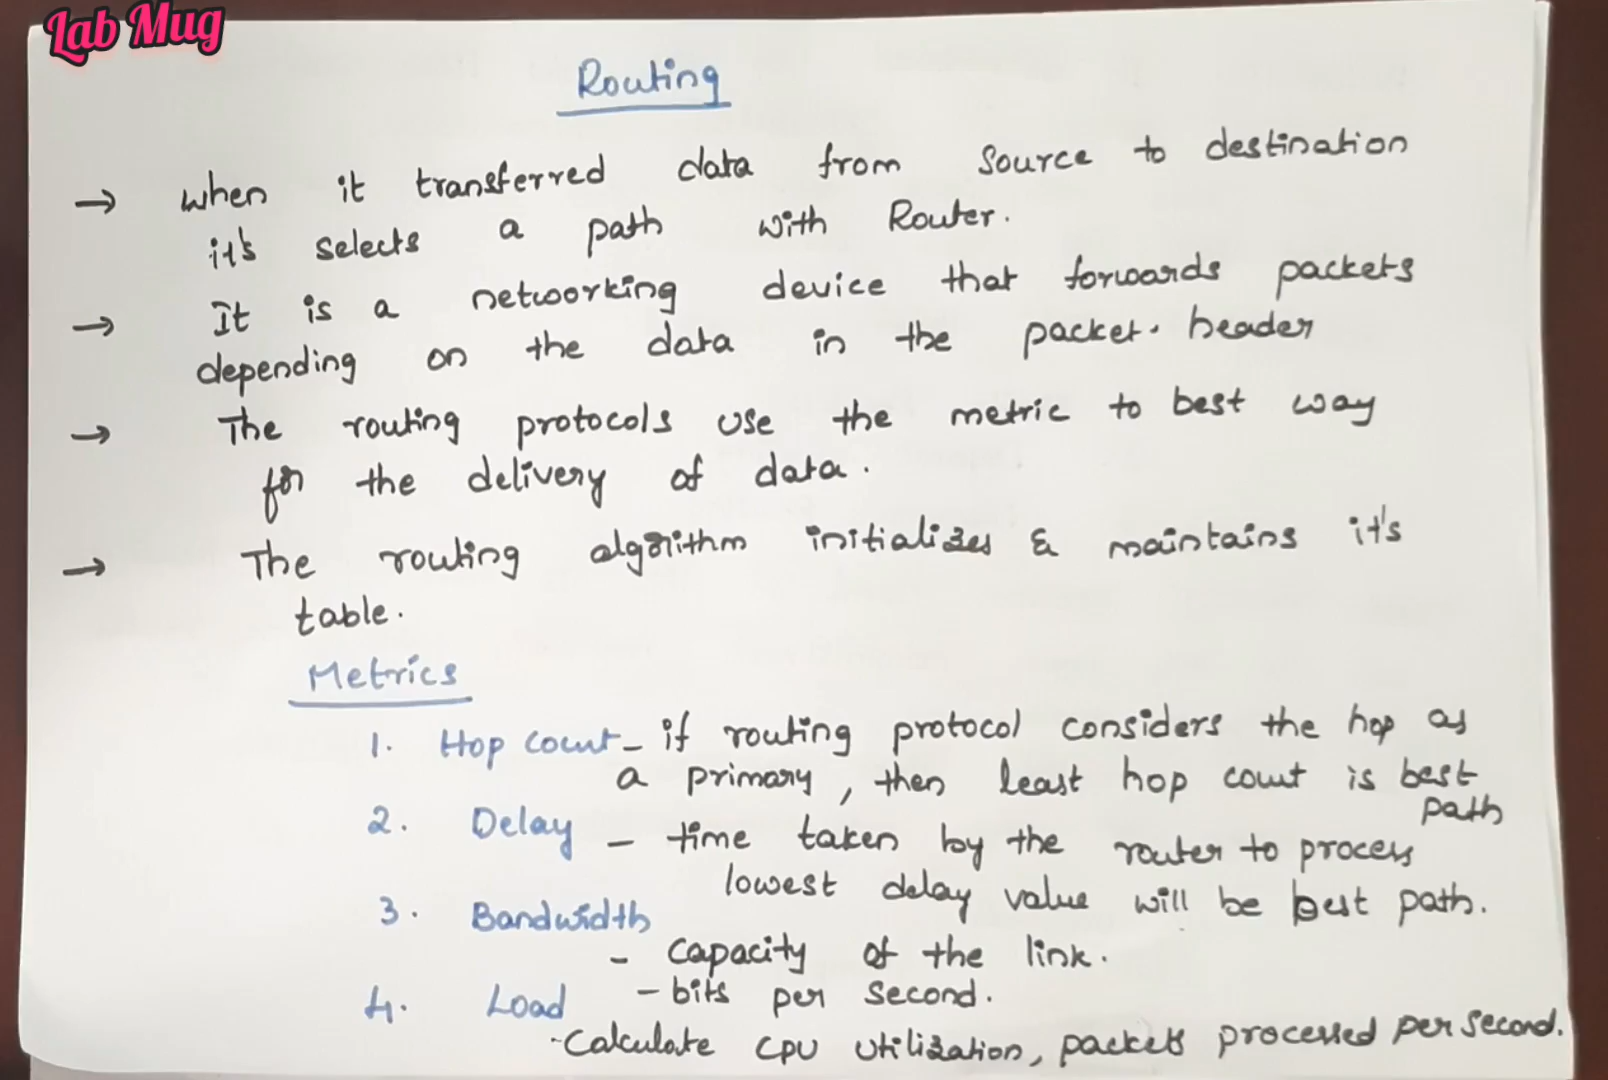 Lab Mug
Routing
→ when it transferred data from source to destination
it's selects a path with Router.
→ It is a networking device that forwards packets
depending on the data in the packet. header
→ The routing protocols use the metric to best way
for the delivery of data.
→ The routing algorithm initializes & maintains it's
table.
Metrics
1. Hop count - if routing protocol considers the hop as
a primary, then least hop count is best
path
2. Delay - time taken by the router to process
lowest delay value will be best path.
3. Bandwidth
- capacity of the link.
- bits per second.
4. Load
- Calculate CPU utilization, packets processed per second.